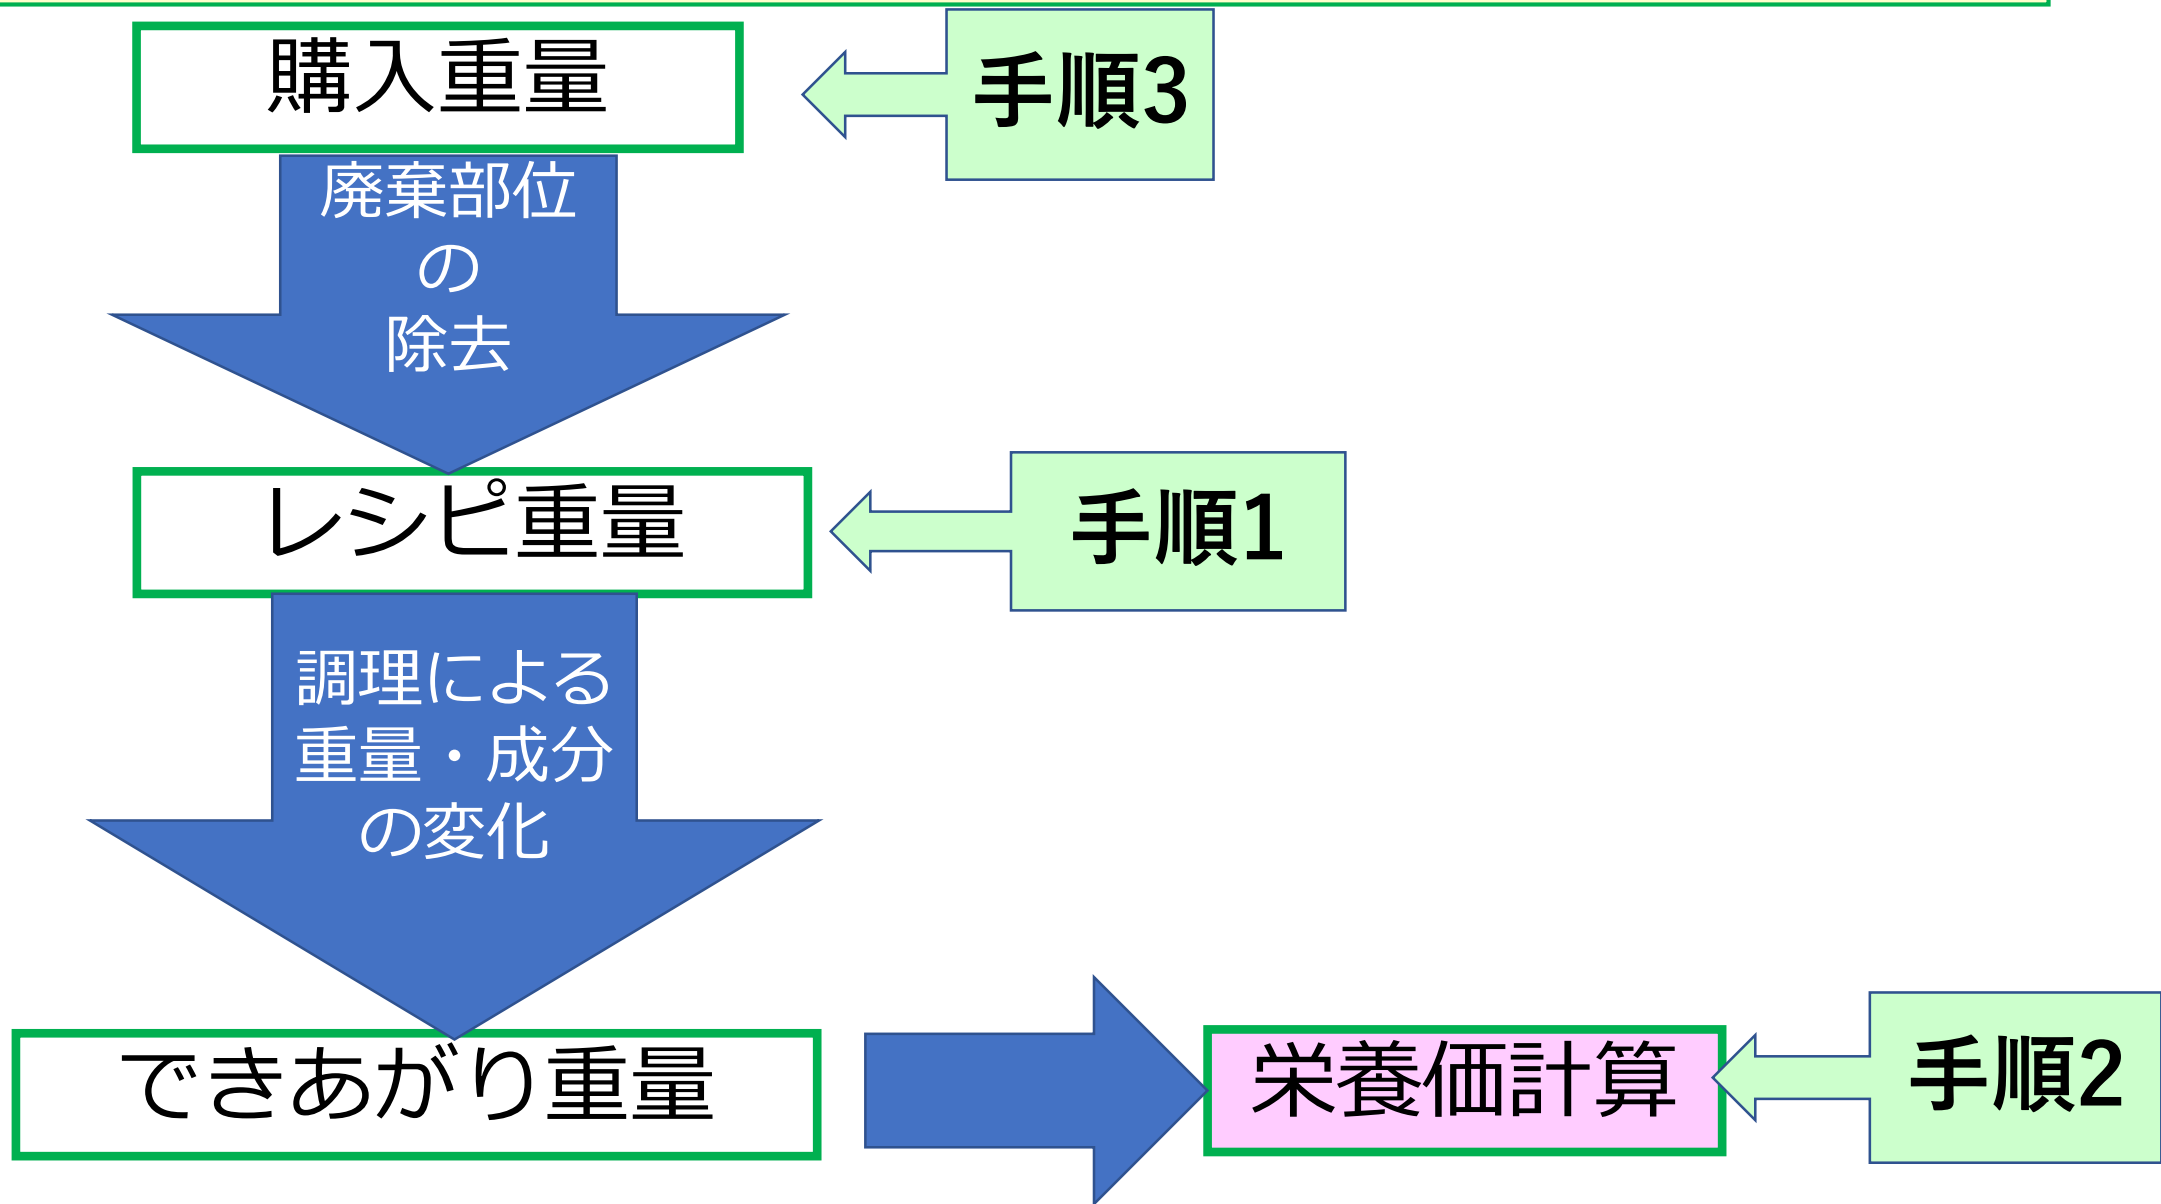 購入重量
手順3
廃棄部位
の
除去
レシピ重量
手順1
調理による
重量・成分
の変化
できあがり重量
栄養価計算
手順2